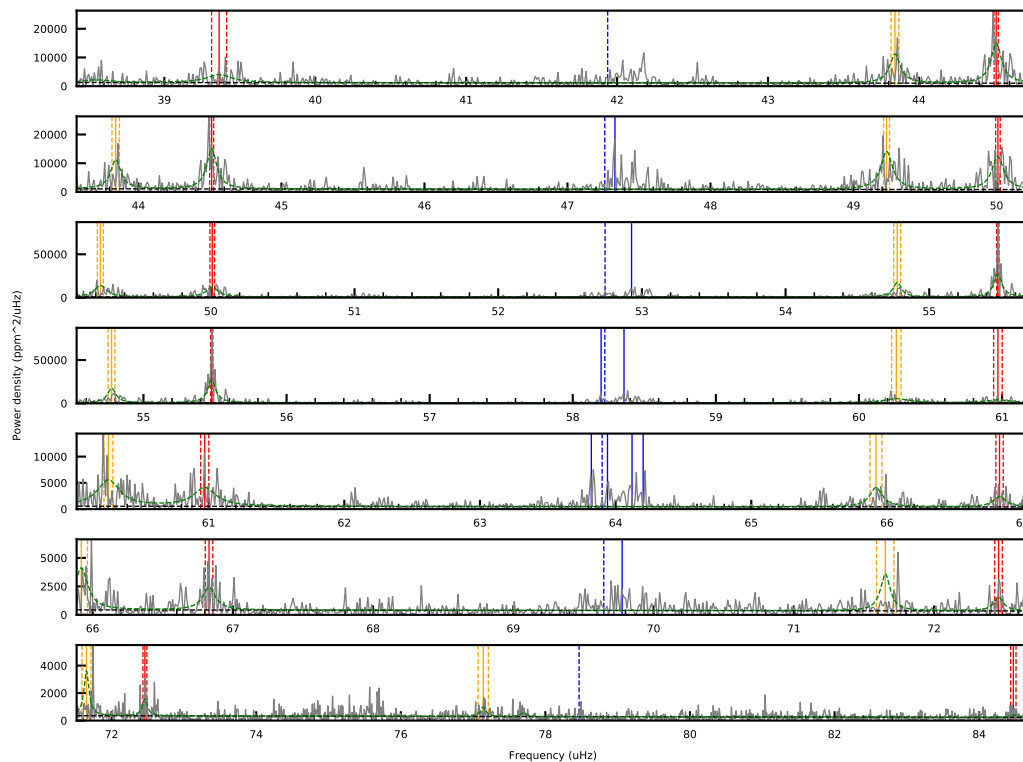 20000
10000
0
39 40 41 42 43 44
20000
10000
0
44 45 46 47 48 49 50
50000
0
50 51 52 53 54 55
Power density (ppm^2/uHz)
50000
0
55 56 57 58 59 60 61
10000
5000
0
61 62 63 64 65 66 6
5000
2500
0
66 67 68 69 70 71 72
4000
2000
0
72 74 76 78 80 82 84
Frequency (uHz)